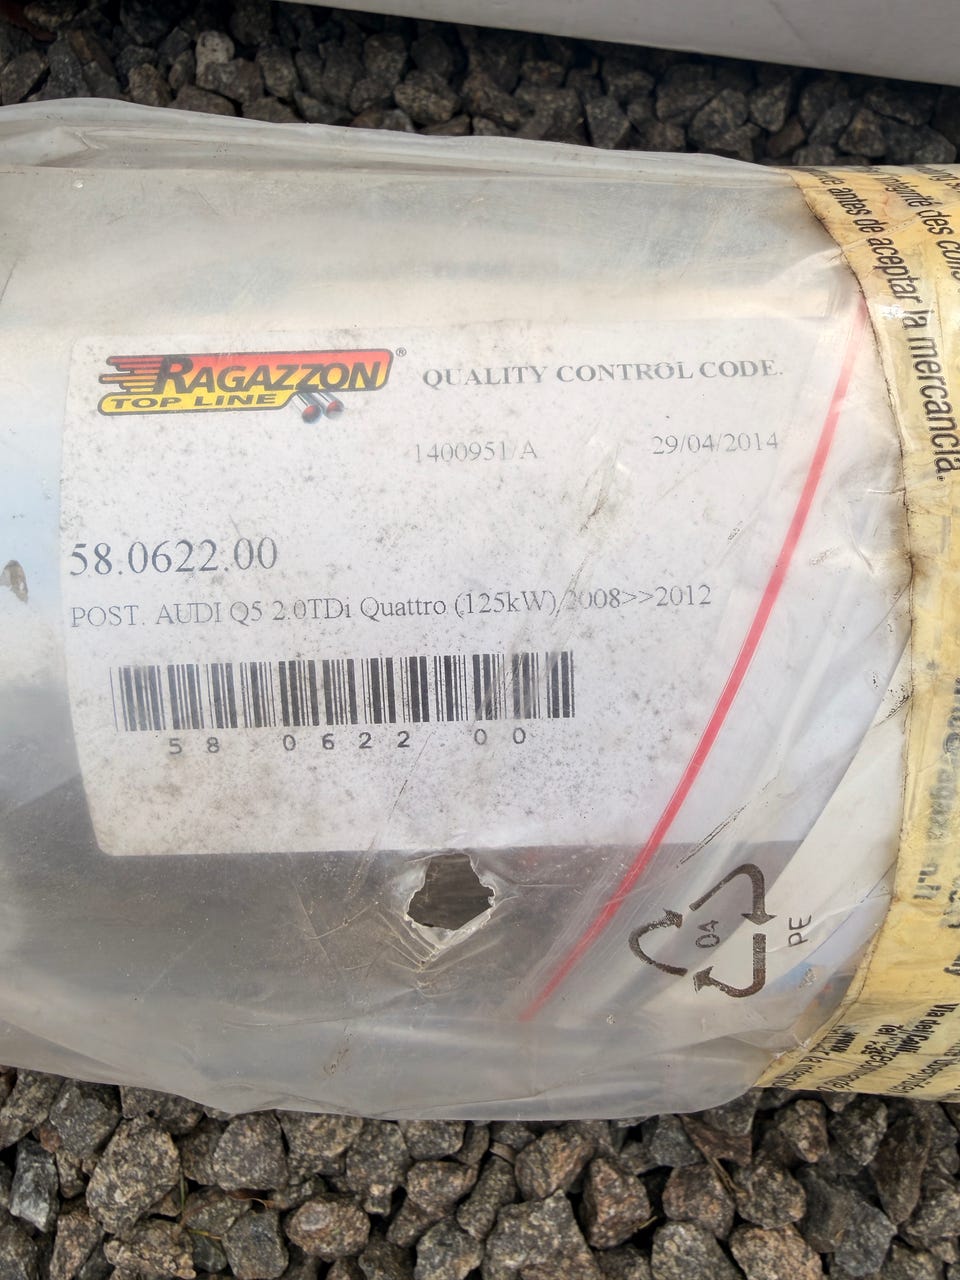 RAGAZZON®
TOP LINE
QUALITY CONTROL CODE.
1400951/A 29/04/2014
58.0622.00
POST. AUDI Q5 2.0TDi Quattro (125kW) 2008>>2012
58 0622 00
04
PE
antes de aceptar la mercancía.